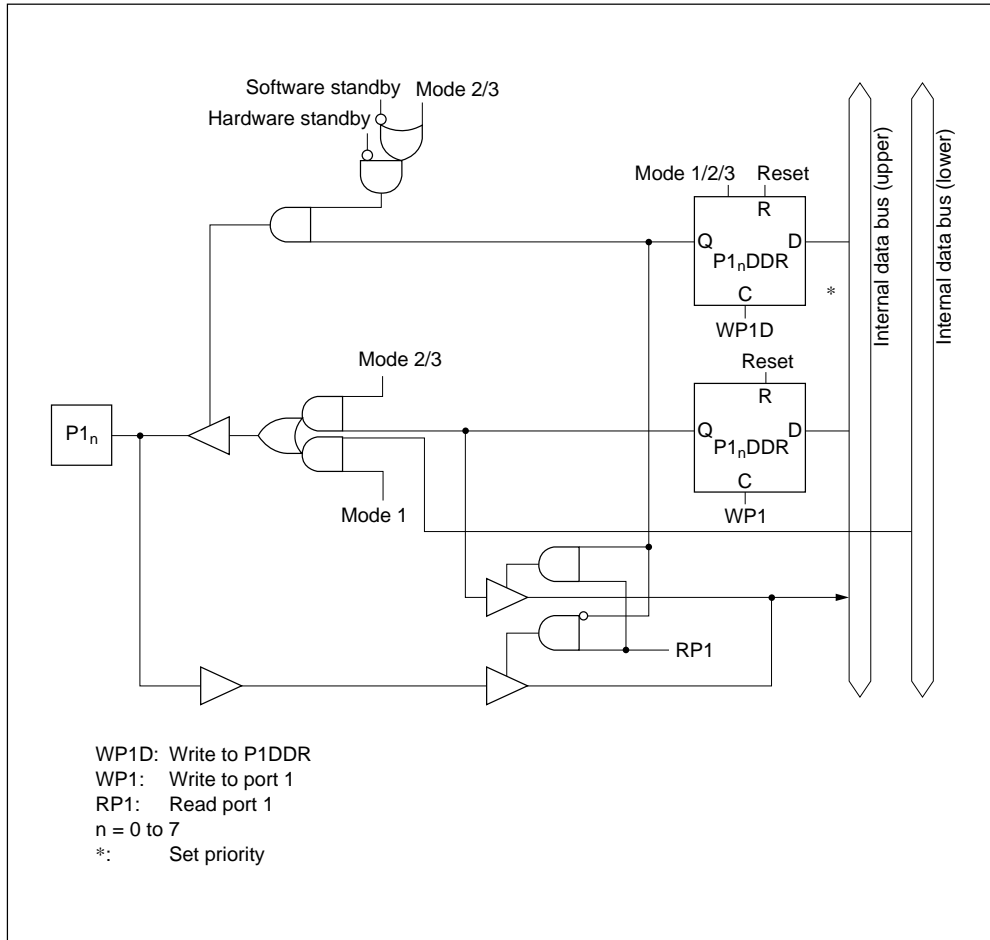 Software standby
Mode 2/3
Hardware standby
Mode 1/2/3 Reset
R
Q D
P1nDDR
C
*
WP1D
Internal data bus (upper)
Internal data bus (lower)
Mode 2/3
Reset
R
P1n
Q D
P1nDDR
C
Mode 1
WP1
RP1
WP1D: Write to P1DDR
WP1: Write to port 1
RP1: Read port 1
n = 0 to 7
*: Set priority